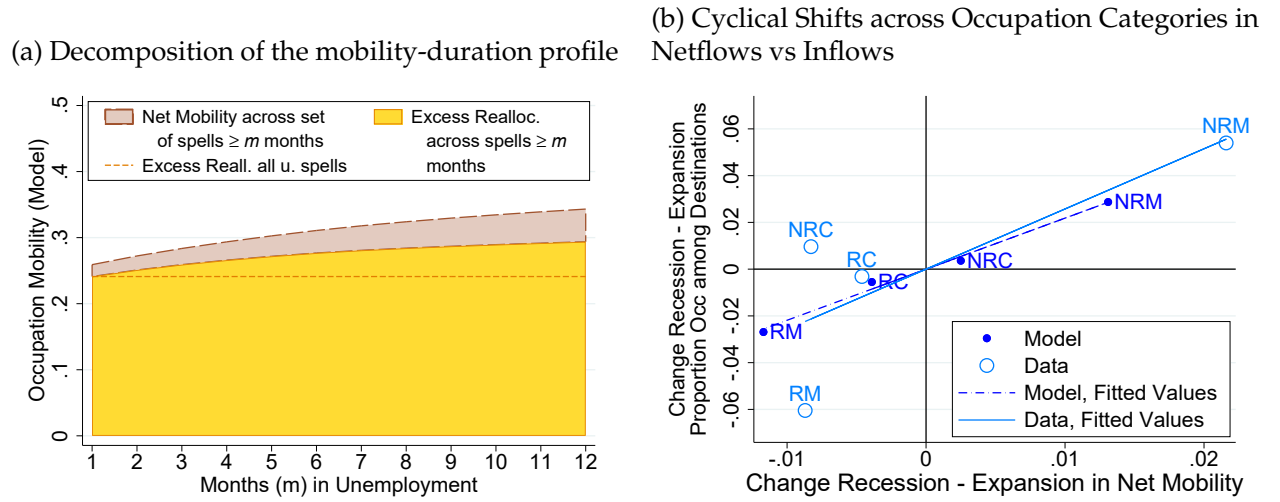 (a) Decomposition of the mobility-duration profile
Occupation Mobility (Model)
.5
.4
.3
.2
.1
0
Net Mobility across set
of spells ≥ m months
Excess Reall. all u. spells
Excess Realloc.
across spells ≥ m
months
1 2 3 4 5 6 7 8 9 10 11 12
Months (m) in Unemployment
(b) Cyclical Shifts across Occupation Categories in
Netflows vs Inflows
Change Recession - Expansion
Proportion Occ among Destinations
.06
.04
.02
0
-.02
-.04
-.06
NRM
NRM
NRC
RC
NRC
RC
RM
RM
Model
Data
Model, Fitted Values
Data, Fitted Values
-.01 0 .01 .02
Change Recession - Expansion in Net Mobility